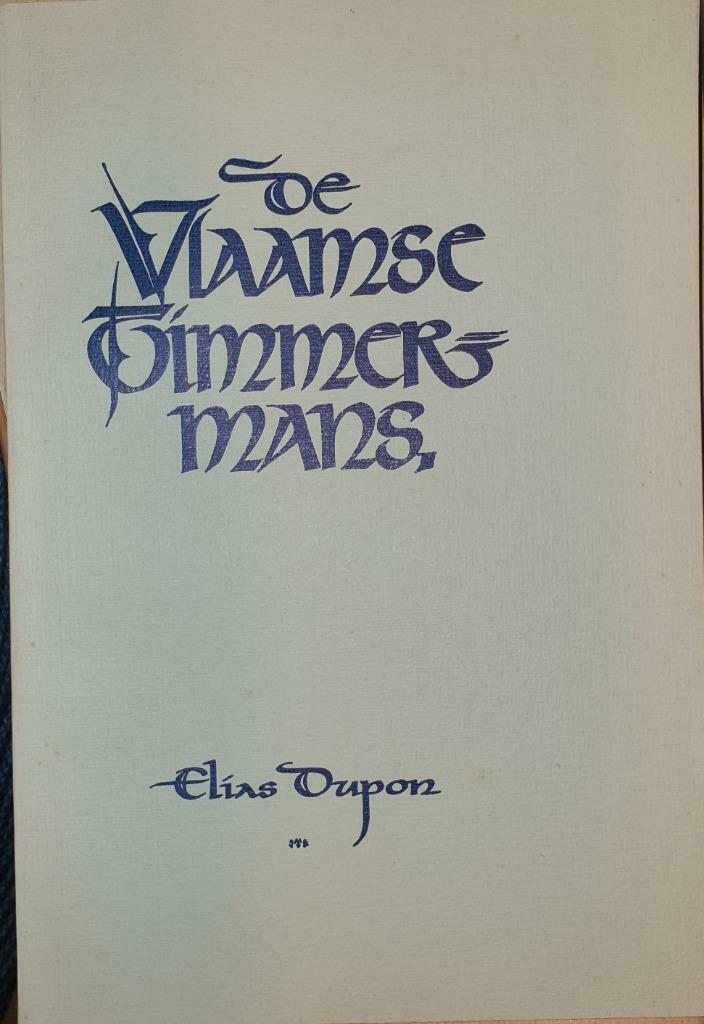 De
Vlaamse
Timmer=
mans,
Elias Dupon